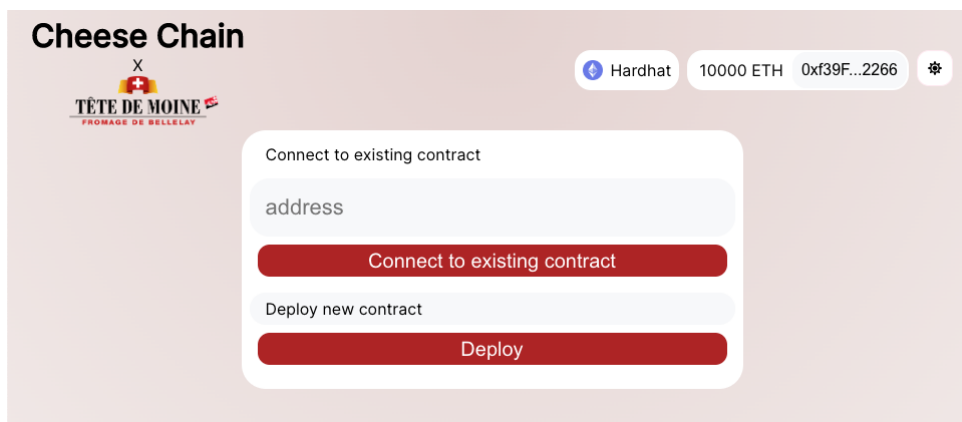 Cheese Chain
X
TÊTE DE MOINE
FROMAGE DE BELLELAY
Hardhat
10000 ETH 0xf39F...2266
Connect to existing contract
address
Connect to existing contract
Deploy new contract
Deploy